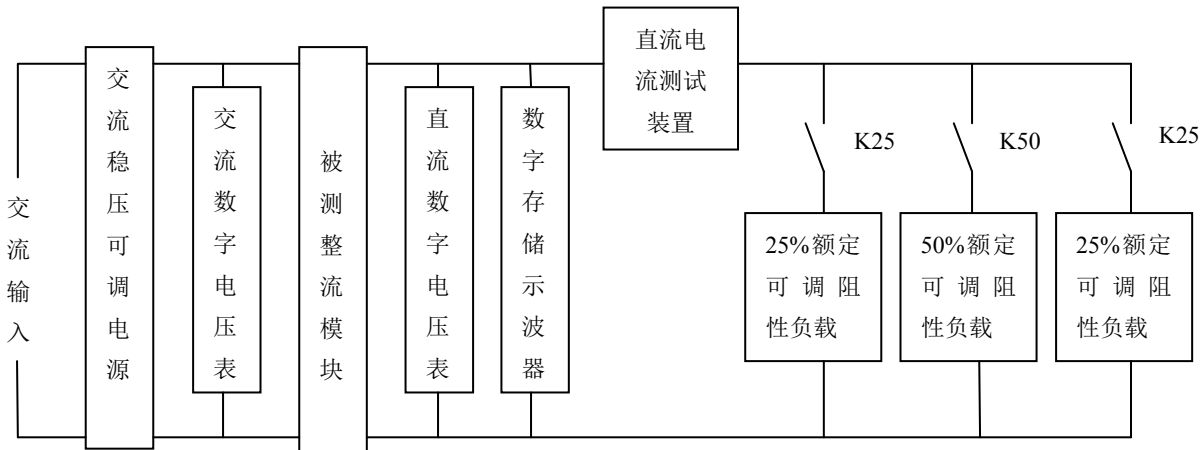 交流输入
交流稳压可调电源
交流数字电压表
被测整流模块
直流数字电压表
数字存储示波器
直流电
流测试
装置
K25
K50
K25
25%额定
可调阻
性负载
50%额定
可调阻
性负载
25%额定
可调阻
性负载